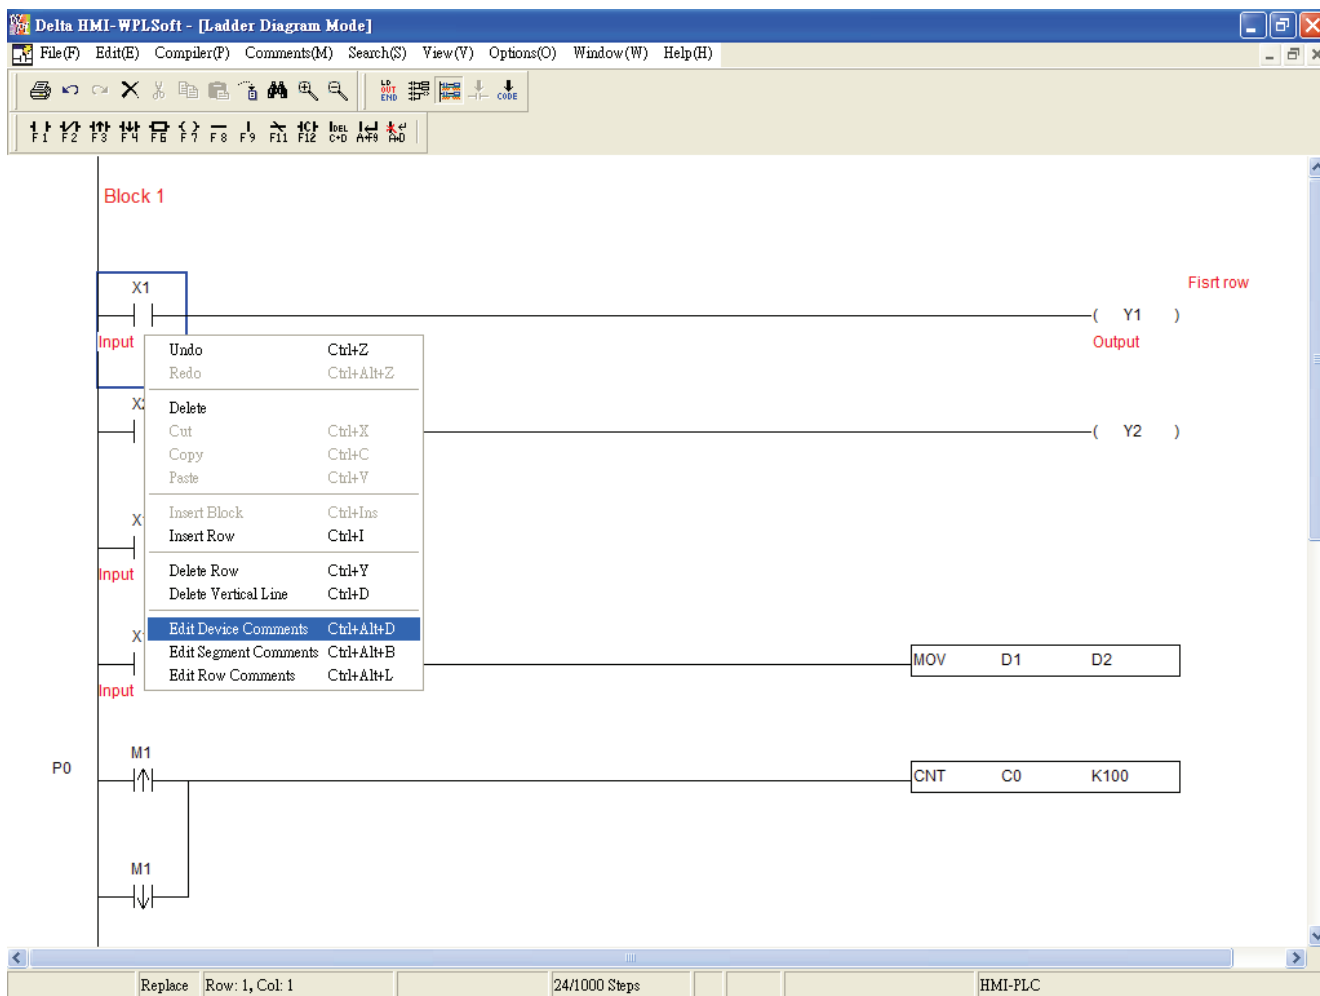 Delta HMI-WPLSoft - [Ladder Diagram Mode]
File(F) Edit(E) Compiler(P) Comments(M) Search(S) View(V) Options(O) Window(W) Help(H)
LD OUT END CODE
F1 F2 F3 F4 F6 F7 F8 F9 F11 F12 C+D A+F9 A+D
Block 1
X1
Fisrt row
( Y1 )
Input
Output
Undo Ctrl+Z
Redo Ctrl+Alt+Z
Delete
Cut Ctrl+X
Copy Ctrl+C
Paste Ctrl+V
Insert Block Ctrl+Ins
Insert Row Ctrl+I
Delete Row Ctrl+Y
Delete Vertical Line Ctrl+D
Edit Device Comments Ctrl+Alt+D
Edit Segment Comments Ctrl+Alt+B
Edit Row Comments Ctrl+Alt+L
( Y2 )
Input
MOV D1 D2
Input
M1
P0
CNT C0 K100
M1
Replace Row: 1, Col: 1 24/1000 Steps HMI-PLC